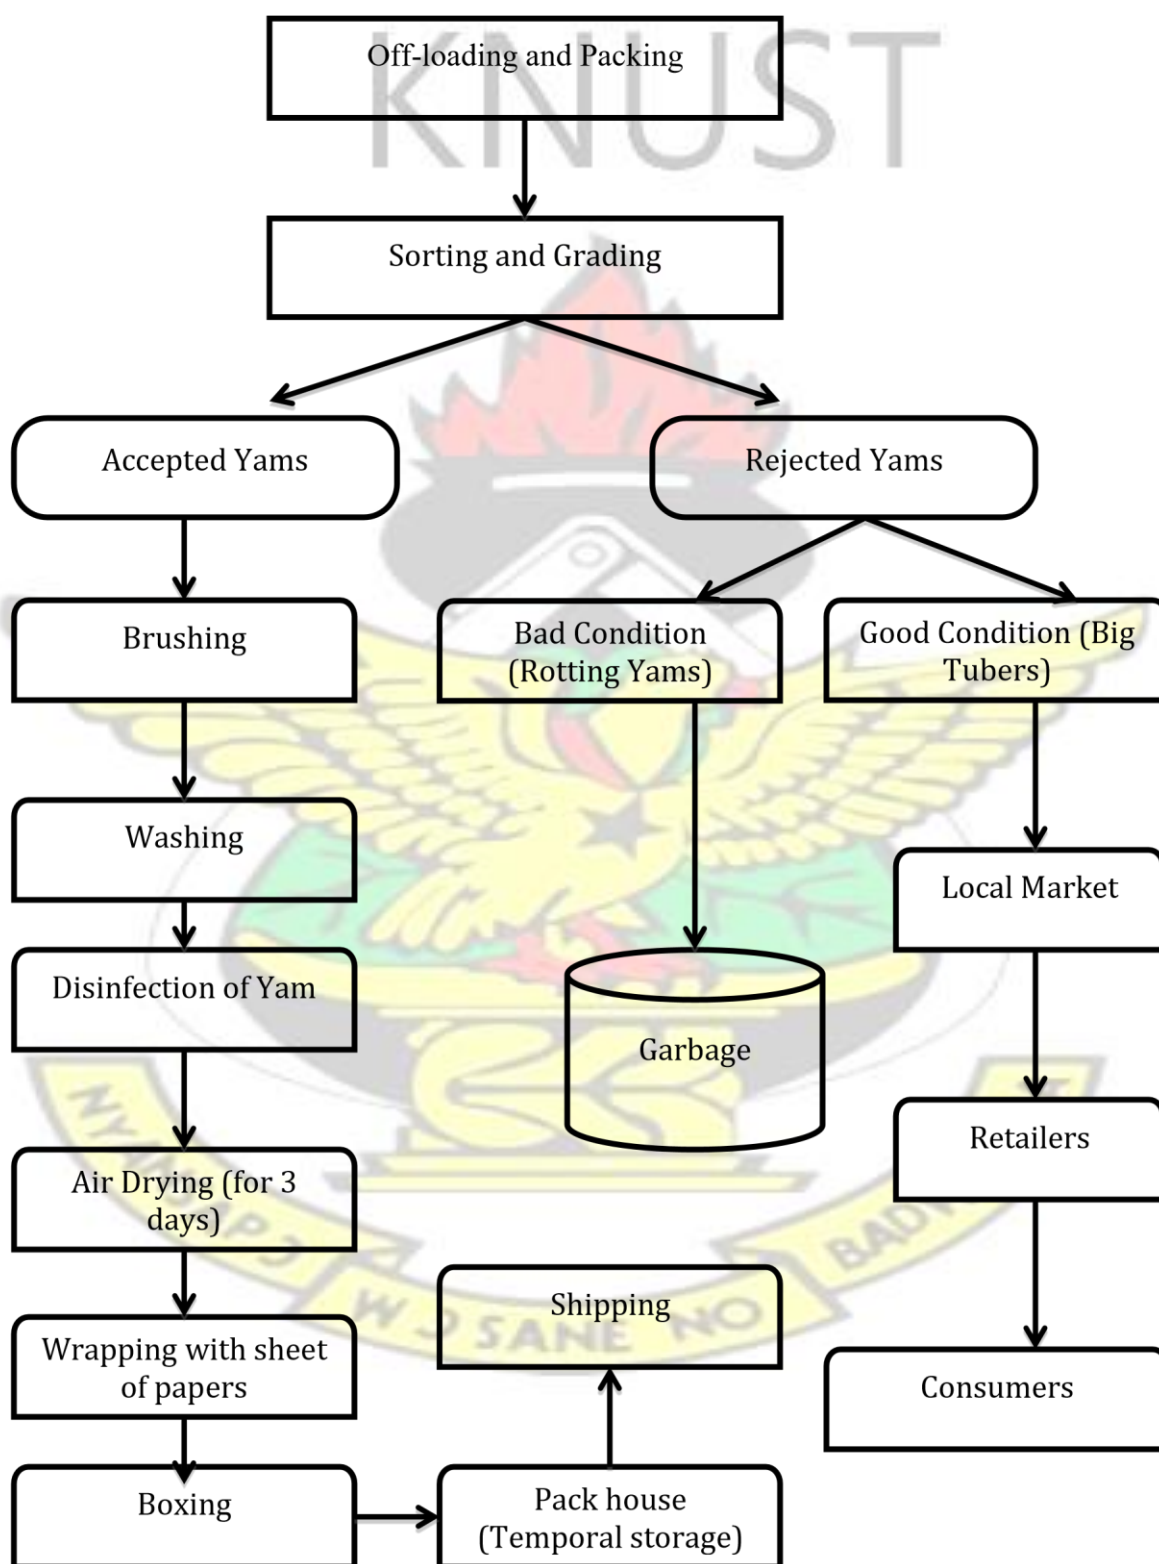 KNUST
Off-loading and Packing
Sorting and Grading
Accepted Yams
Rejected Yams
Brushing
Bad Condition
(Rotting Yams)
Good Condition (Big
Tubers)
Washing
Local Market
Disinfection of Yam
Garbage
Retailers
Air Drying (for 3
days)
Shipping
Wrapping with sheet
of papers
Consumers
Boxing
Pack house
(Temporal storage)
W Ɔ SANE NO